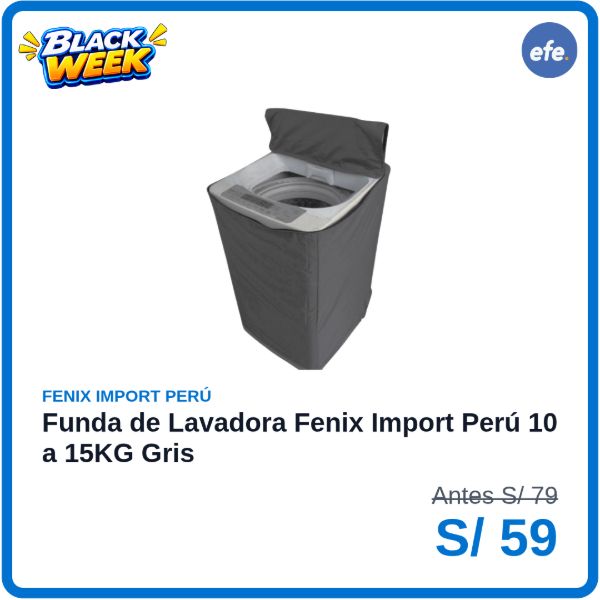 BLACK
WEEK
efe.
FENIX IMPORT PERÚ
Funda de Lavadora Fenix Import Perú 10
a 15KG Gris
Antes S/ 79
S/ 59